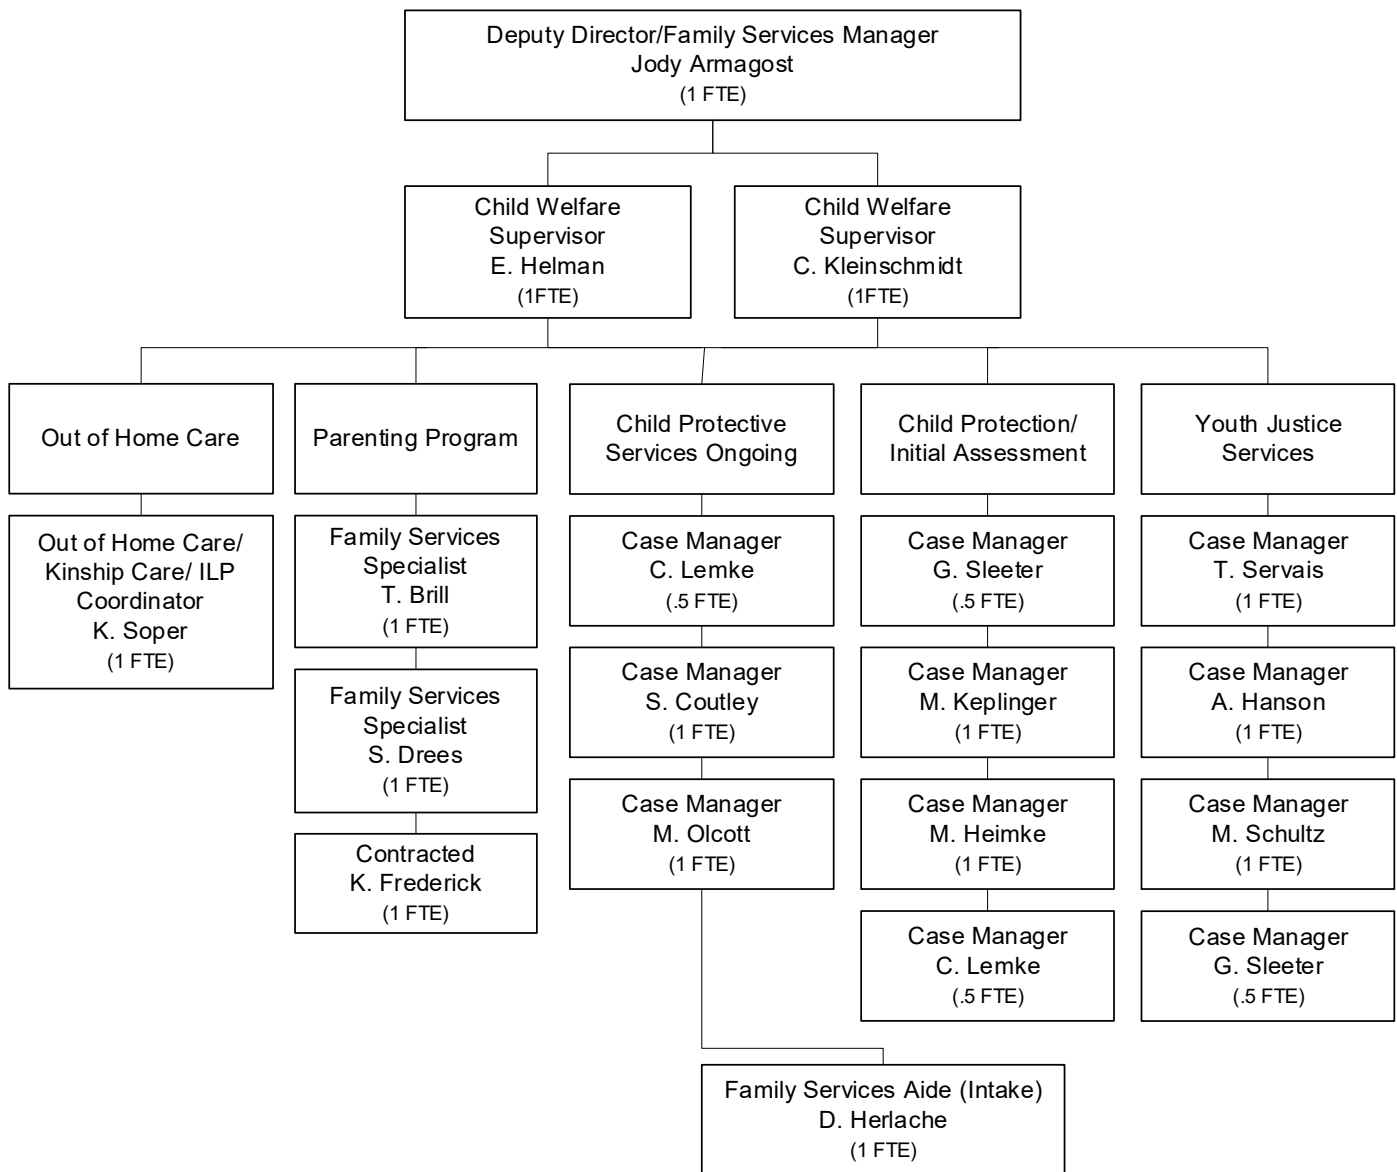 Deputy Director/Family Services Manager
Jody Armagost
(1 FTE)
Child Welfare
Supervisor
E. Helman
(1FTE)
Child Welfare
Supervisor
C. Kleinschmidt
(1FTE)
Out of Home Care
Parenting Program
Child Protective
Services Ongoing
Child Protection/
Initial Assessment
Youth Justice
Services
Out of Home Care/
Kinship Care/ ILP
Coordinator
K. Soper
(1 FTE)
Family Services
Specialist
T. Brill
(1 FTE)
Family Services
Specialist
S. Drees
(1 FTE)
Contracted
K. Frederick
(1 FTE)
Case Manager
C. Lemke
(.5 FTE)
Case Manager
S. Coutley
(1 FTE)
Case Manager
M. Olcott
(1 FTE)
Case Manager
G. Sleeter
(.5 FTE)
Case Manager
M. Keplinger
(1 FTE)
Case Manager
M. Heimke
(1 FTE)
Case Manager
C. Lemke
(.5 FTE)
Case Manager
T. Servais
(1 FTE)
Case Manager
A. Hanson
(1 FTE)
Case Manager
M. Schultz
(1 FTE)
Case Manager
G. Sleeter
(.5 FTE)
Family Services Aide (Intake)
D. Herlache
(1 FTE)